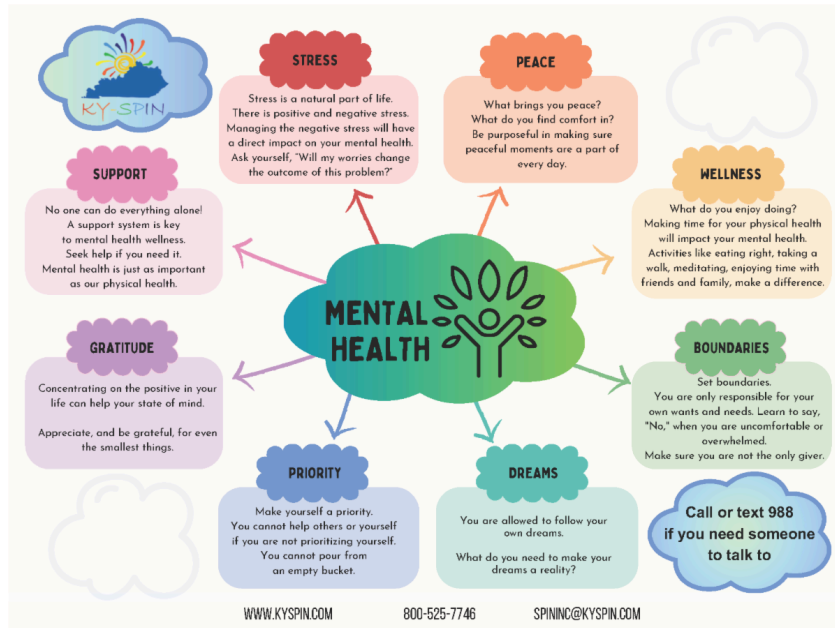 KY SPIN
STRESS
Stress is a natural part of life.
There is positive and negative stress.
Managing the negative stress will have
a direct impact on your mental health.
Ask yourself, "Will my worries change
the outcome of this problem?"
PEACE
What brings you peace?
What do you find comfort in?
Be purposeful in making sure
peaceful moments are a part of
every day.
SUPPORT
No one can do everything alone!
A support system is key
to mental health wellness.
Seek help if you need it.
Mental health is just as important
as our physical health.
WELLNESS
What do you enjoy doing?
Making time for your physical health
will impact your mental health.
Activities like eating right, taking a
walk, meditating, enjoying time with
friends and family, make a difference.
MENTAL
HEALTH
GRATITUDE
Concentrating on the positive in your
life can help your state of mind.
Appreciate, and be grateful, for even
the smallest things.
BOUNDARIES
Set boundaries.
You are only responsible for your
own wants and needs. Learn to say,
"No," when you are uncomfortable or
overwhelmed.
Make sure you are not the only giver.
PRIORITY
Make yourself a priority.
You cannot help others or yourself
if you are not prioritizing yourself.
You cannot pour from
an empty bucket.
DREAMS
You are allowed to follow your
own dreams.
What do you need to make your
dreams a reality?
Call or text 988
if you need someone
to talk to
WWW.KYSPIN.COM
800-525-7746
SPININC@KYSPIN.COM